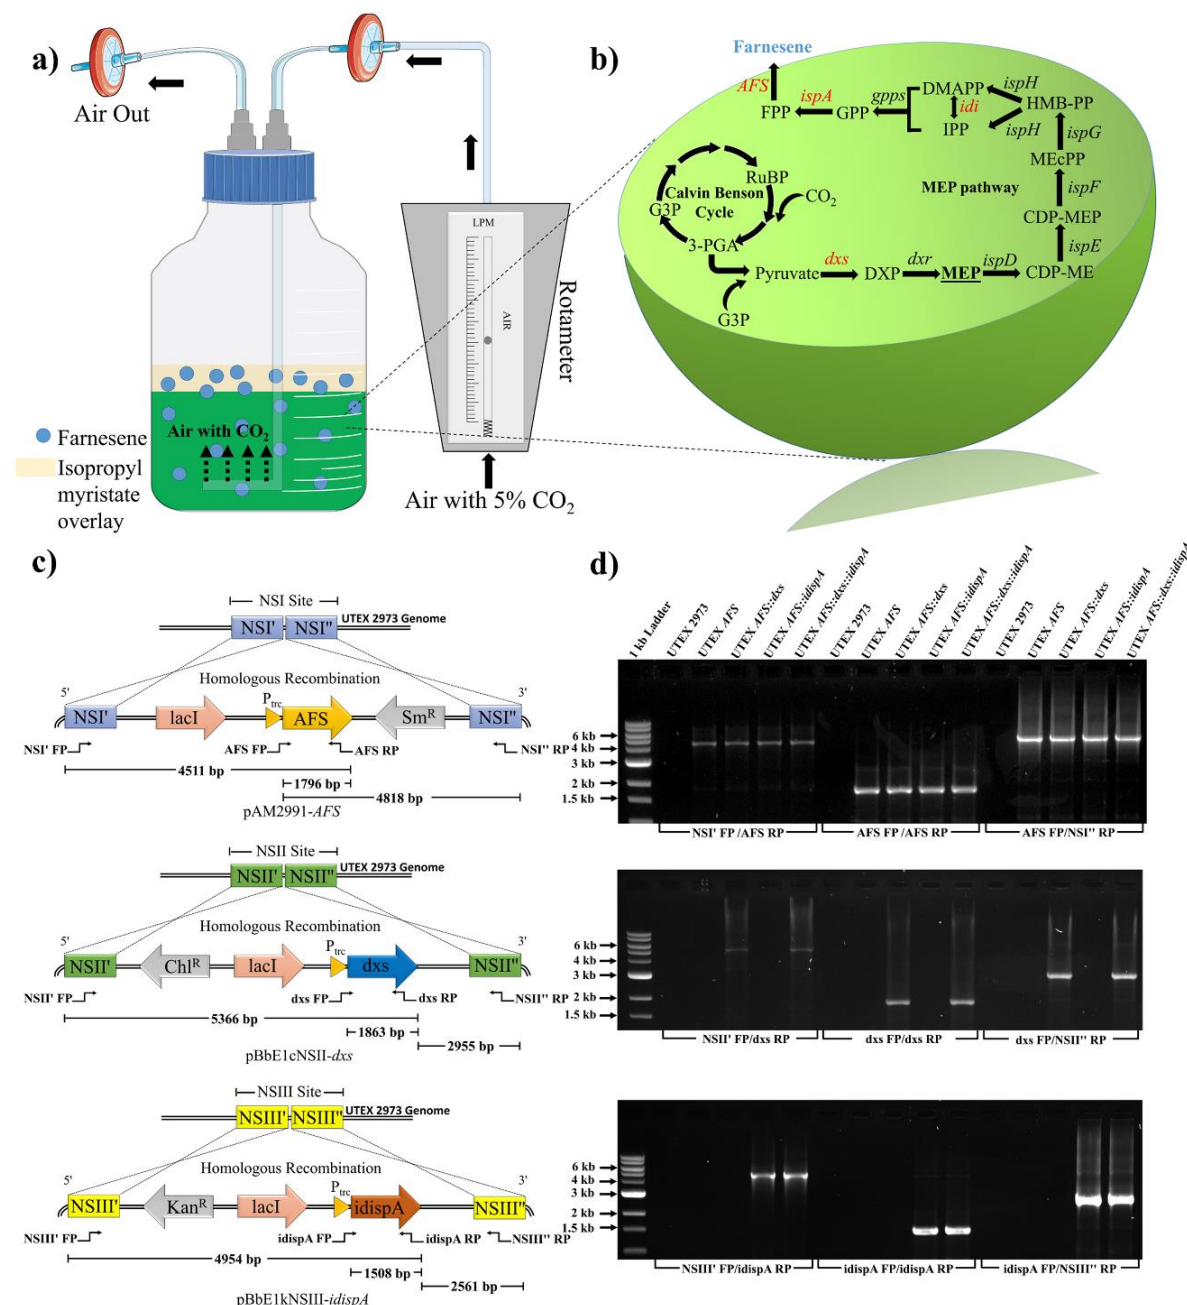 a)
Air Out
LPM
AIR
Rotameter
Air with CO2
Farnesene
Isopropyl
myristate
overlay
Air with 5% CO2
b)
Farnesene
AFS
FPP
ispA
GPP
gpps
DMAPP
idi
IPP
ispH
ispH
HMB-PP
ispG
MEcPP
ispF
MEP pathway
CDP-MEP
ispE
CDP-ME
RuBP
CO2
Calvin Benson
Cycle
G3P
3-PGA
Pyruvate
dxs
DXP
dxr
MEP
ispD
G3P
c)
NSI Site
NSI' NSI" UTEX 2973 Genome
Homologous Recombination
5' 3'
NSI' lacI Ptrc AFS SmR NSI"
NSI' FP AFS FP AFS RP NSI" RP
4511 bp
1796 bp
4818 bp
pAM2991-AFS
NSII Site
NSII' NSII" UTEX 2973 Genome
Homologous Recombination
5' 3'
NSII' ChlR lacI Ptrc dxs NSII"
NSII' FP dxs FP dxs RP NSII" RP
5366 bp
1863 bp
2955 bp
pBbE1cNSII-dxs
NSIII Site
NSIII' NSIII" UTEX 2973 Genome
Homologous Recombination
5' 3'
NSIII' KanR lacI Ptrc idispA NSIII"
NSIII' FP idispA FP idispA RP NSIII" RP
4954 bp
1508 bp
2561 bp
pBbE1kNSIII-idispA
d)
1 kb Ladder
UTEX 2973
UTEX AFS
UTEX AFS::dxs
UTEX AFS::idispA
UTEX AFS::dxs::idispA
UTEX 2973
UTEX AFS
UTEX AFS::dxs
UTEX AFS::idispA
UTEX AFS::dxs::idispA
UTEX 2973
UTEX AFS
UTEX AFS::dxs
UTEX AFS::idispA
UTEX AFS::dxs::idispA
6 kb
4 kb
3 kb
2 kb
1.5 kb
NSI' FP /AFS RP AFS FP /AFS RP AFS FP/NSI" RP
6 kb
4 kb
3 kb
2 kb
1.5 kb
NSII' FP/dxs RP dxs FP/dxs RP dxs FP/NSII" RP
6 kb
4 kb
3 kb
2 kb
1.5 kb
NSIII' FP/idispA RP idispA FP/idispA RP idispA FP/NSIII" RP